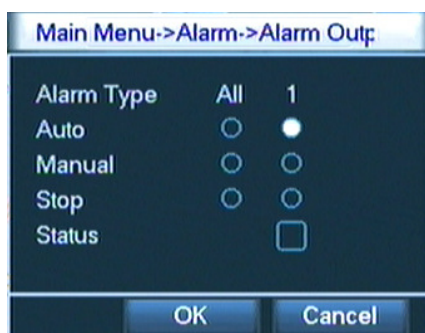 Main Menu->Alarm->Alarm Outp
Alarm Type All 1
Auto
Manual
Stop
Status
OK Cancel